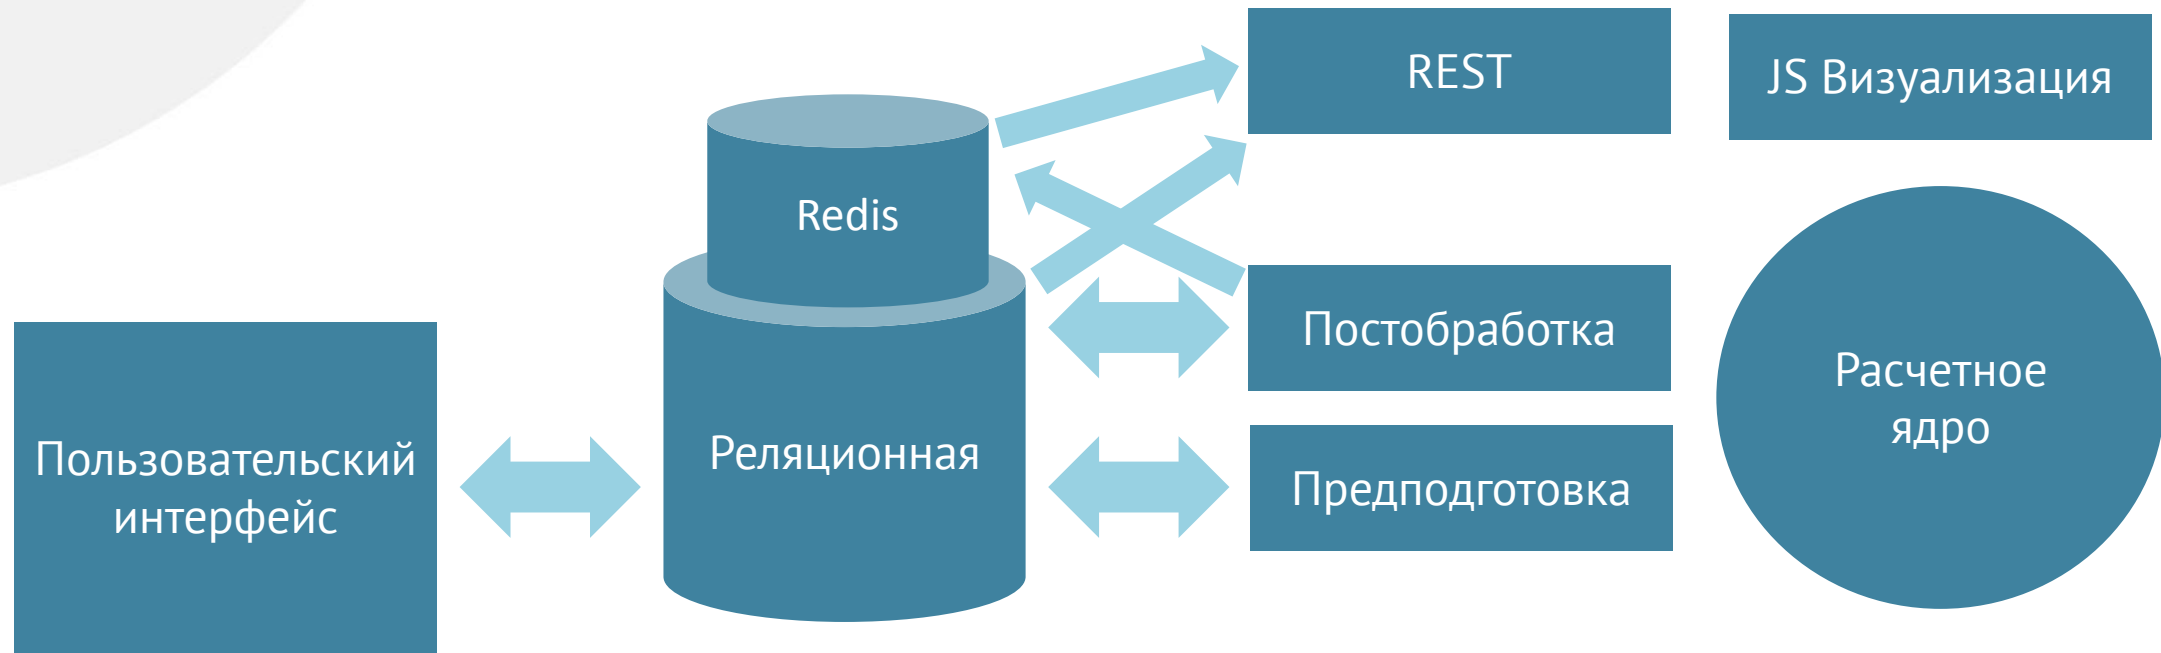 REST
JS Визуализация
Redis
Постобработка
Расчетное
ядро
Пользовательский
интерфейс
Реляционная
Предподготовка